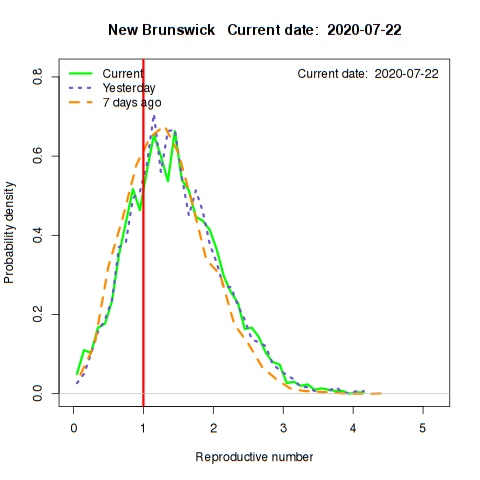 New Brunswick   Current date:  2020-07-22
Current
Yesterday
7 days ago
Current date:  2020-07-22
Probability density
0.8
0.6
0.4
0.2
0.0
0 1 2 3 4 5
Reproductive number